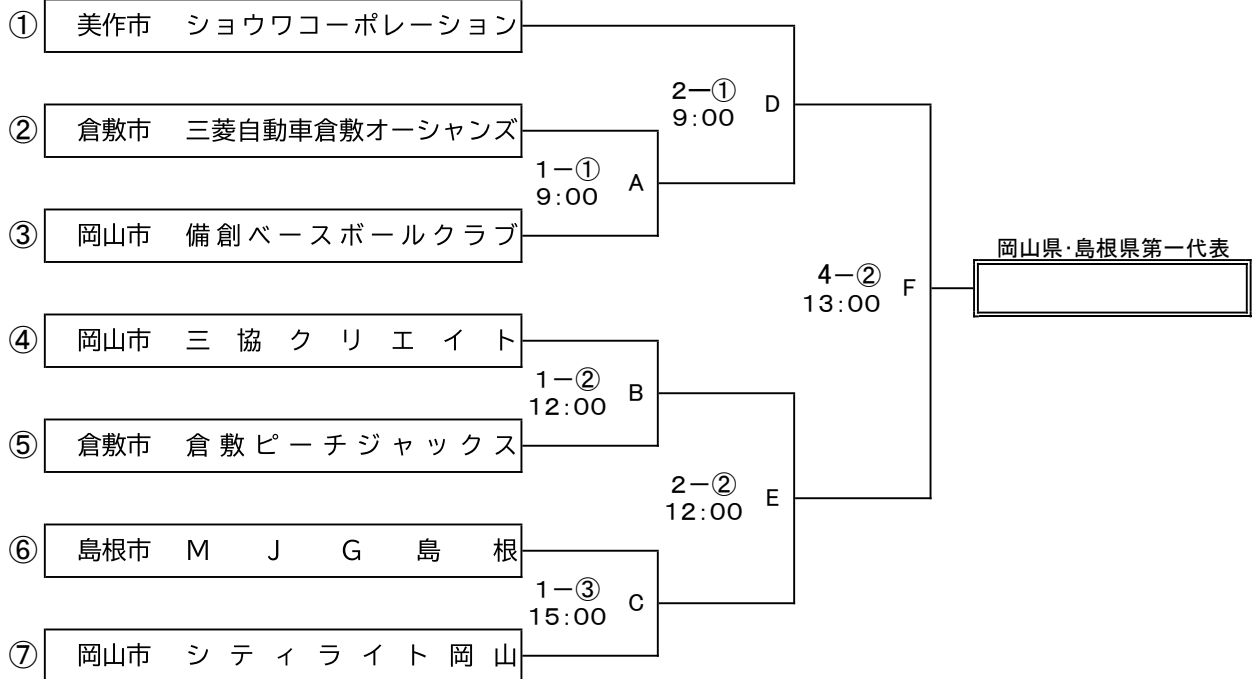 ① 美作市 ショウワコーポレーション
2－① D
9:00
② 倉敷市 三菱自動車倉敷オーシャンズ
1－① A
9:00
③ 岡山市 備創ベースボールクラブ
岡山県・島根県第一代表
4－② F
13:00
④ 岡山市 三協クリエイト
1－② B
12:00
⑤ 倉敷市 倉敷ピーチジャックス
2－② E
12:00
⑥ 島根市 MJG島根
1－③ C
15:00
⑦ 岡山市 シティライト岡山